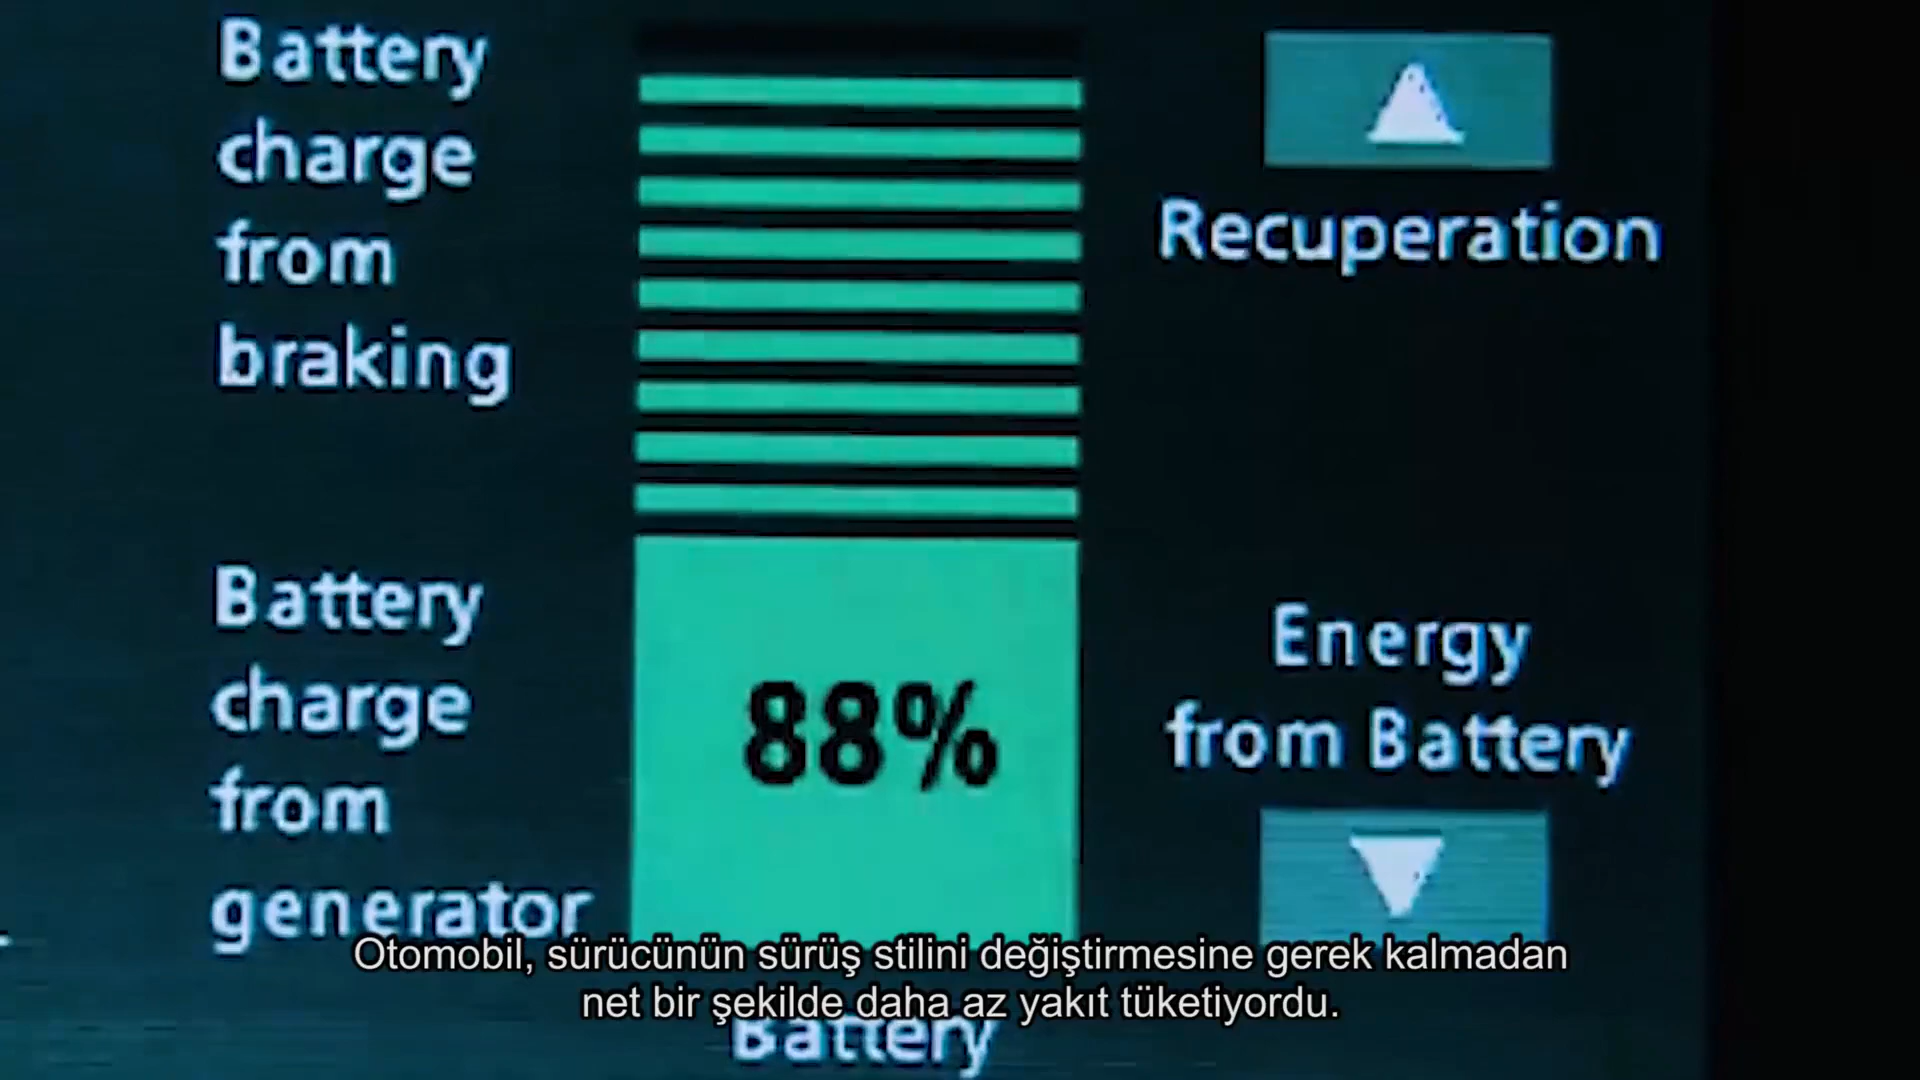 Battery
charge
from
braking
Recuperation
Battery
charge
from
generator
88%
Energy
from Battery
Otomobil, sürücünün sürüş stilini değiştirmesine gerek kalmadan
net bir şekilde daha az yakıt tüketiyordu.
Battery